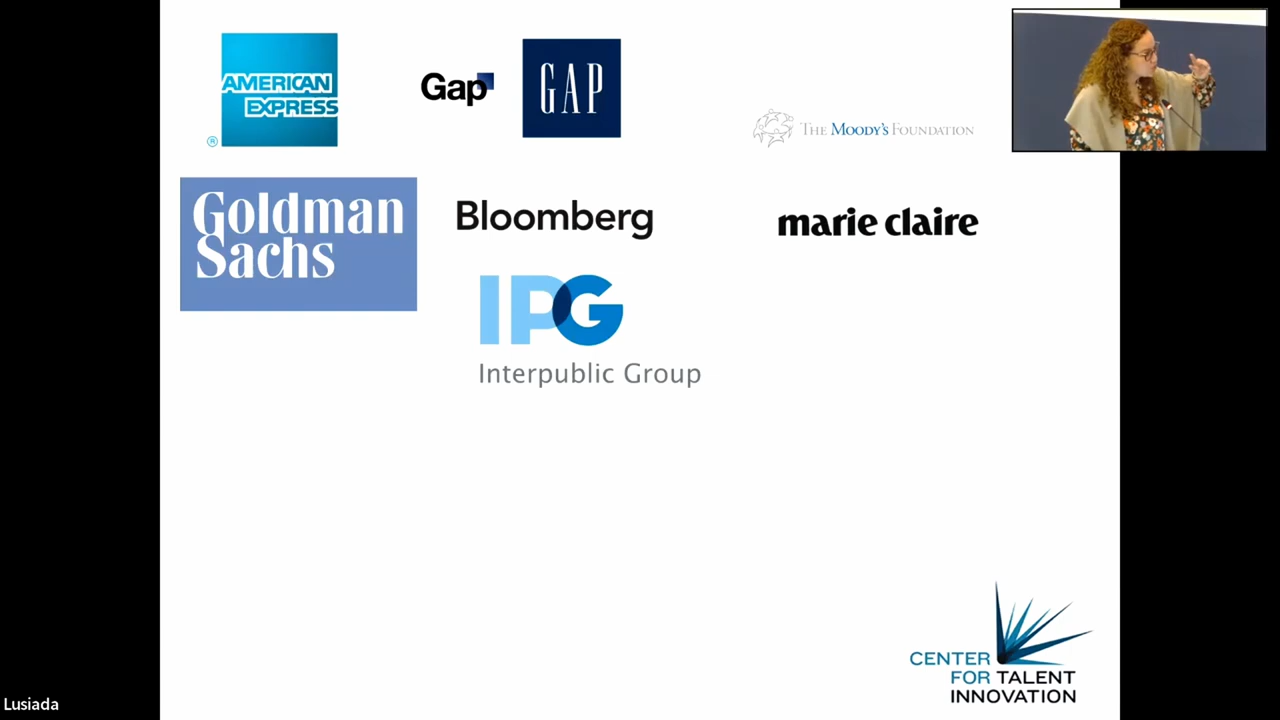 AMERICAN
EXPRESS
®
Gap
GAP
THE MOODY'S FOUNDATION
Goldman
Sachs
Bloomberg
marie claire
IPG
Interpublic Group
CENTER
FOR TALENT
INNOVATION
Lusiada